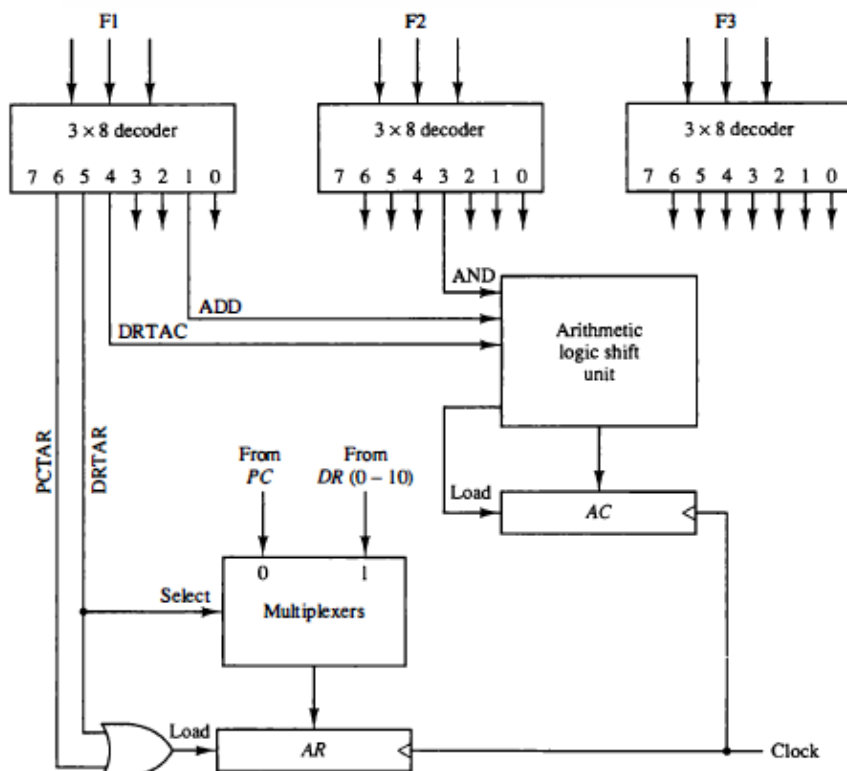 F1 F2 F3
3 × 8 decoder 3 × 8 decoder 3 × 8 decoder
7 6 5 4 3 2 1 0 7 6 5 4 3 2 1 0 7 6 5 4 3 2 1 0
AND
ADD
DRTAC
Arithmetic
logic shift
unit
PCTAR
DRTAR
From
PC
From
DR (0 – 10)
Load
AC
0 1
Select
Multiplexers
Load
AR
Clock